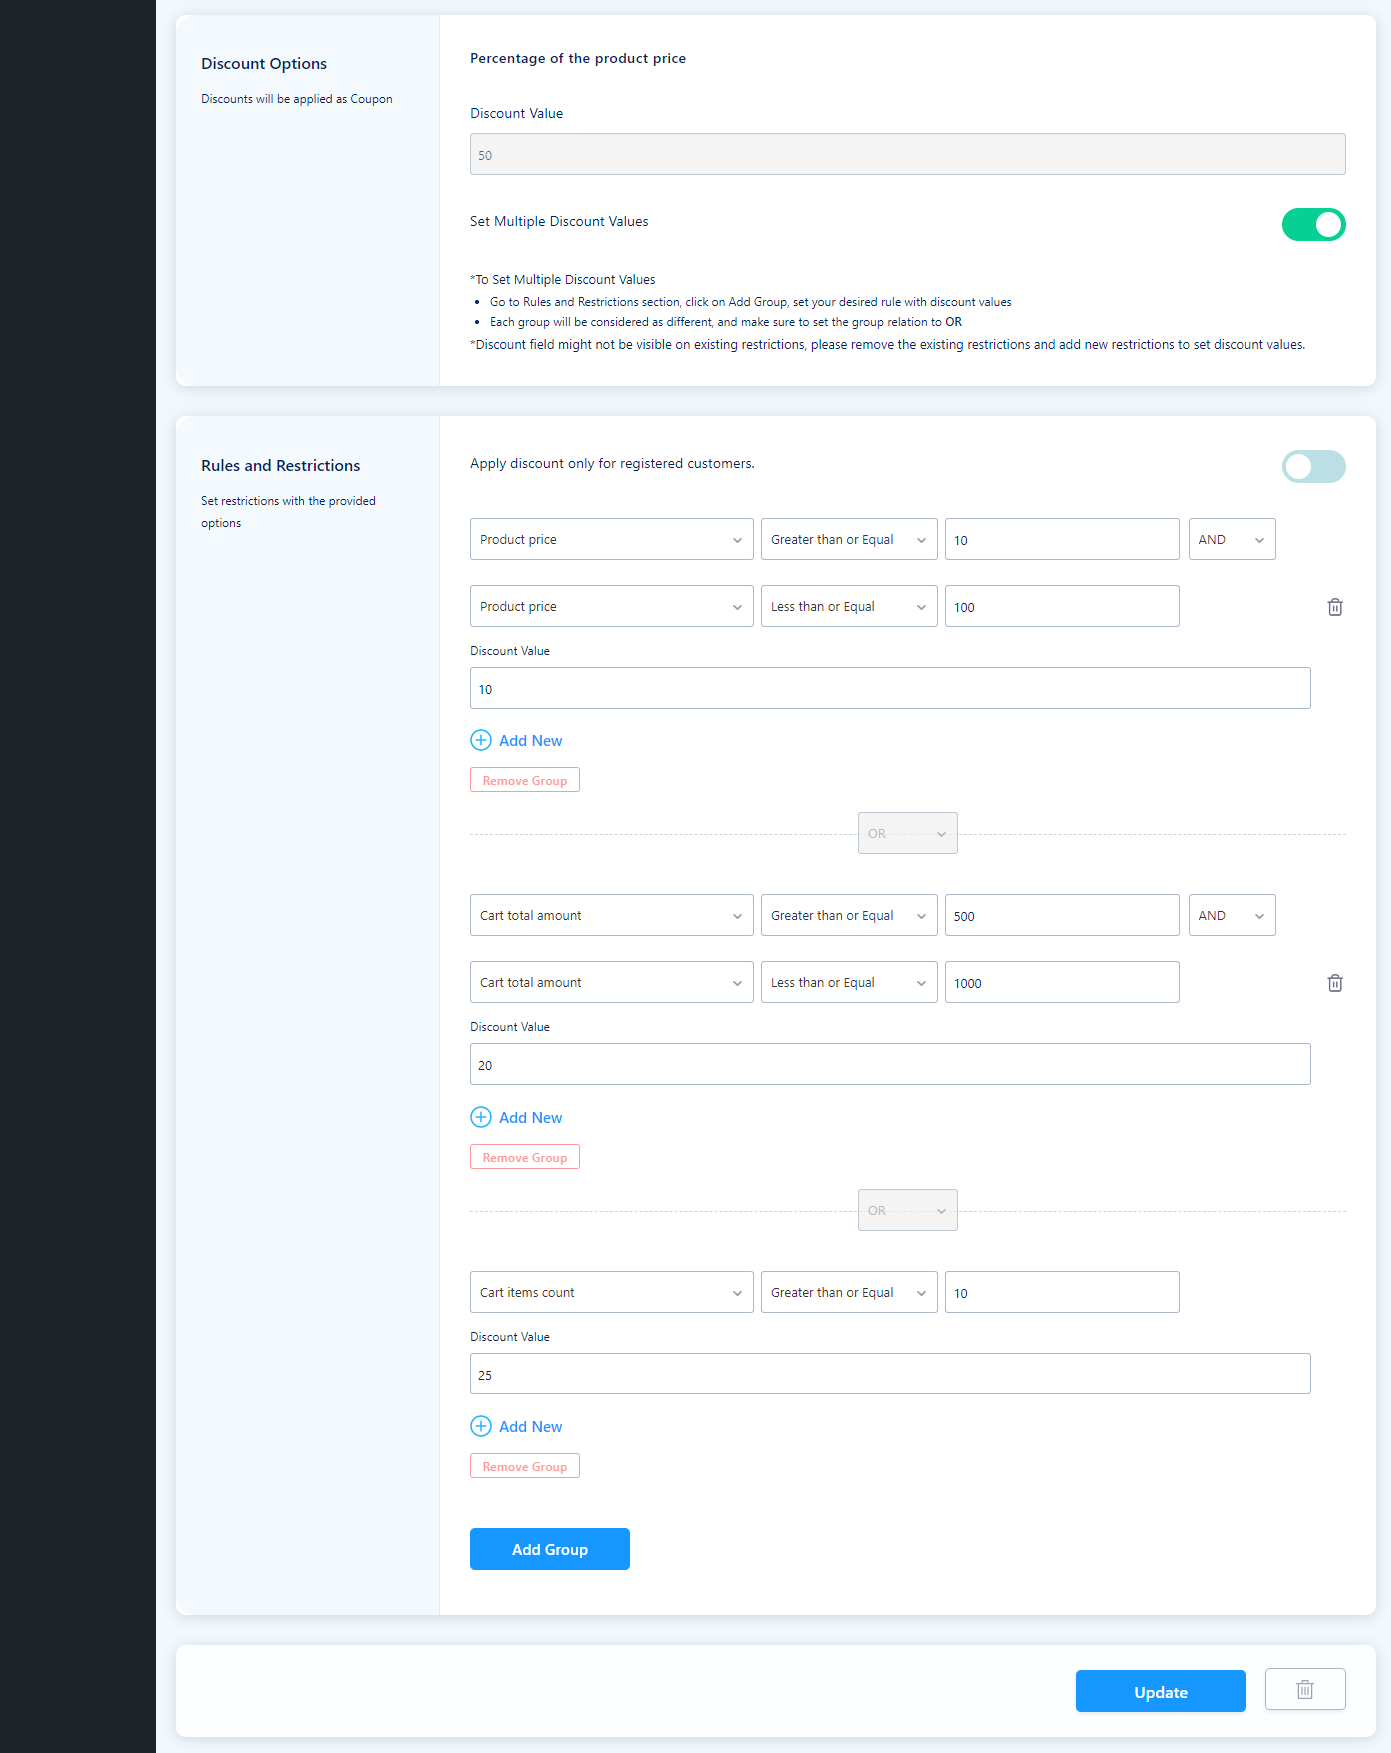 Discount Options
Discounts will be applied as Coupon
Percentage of the product price
Discount Value
50
Set Multiple Discount Values
*To Set Multiple Discount Values
Go to Rules and Restrictions section, click on Add Group, set your desired rule with discount values
Each group will be considered as different, and make sure to set the group relation to OR
*Discount field might not be visible on existing restrictions, please remove the existing restrictions and add new restrictions to set discount values.
Rules and Restrictions
Set restrictions with the provided
options
Apply discount only for registered customers.
Product price Greater than or Equal 10 AND
Product price Less than or Equal 100
Discount Value
10
Add New
Remove Group
OR
Cart total amount Greater than or Equal 500 AND
Cart total amount Less than or Equal 1000
Discount Value
20
Add New
Remove Group
OR
Cart items count Greater than or Equal 10
Discount Value
25
Add New
Remove Group
Add Group
Update